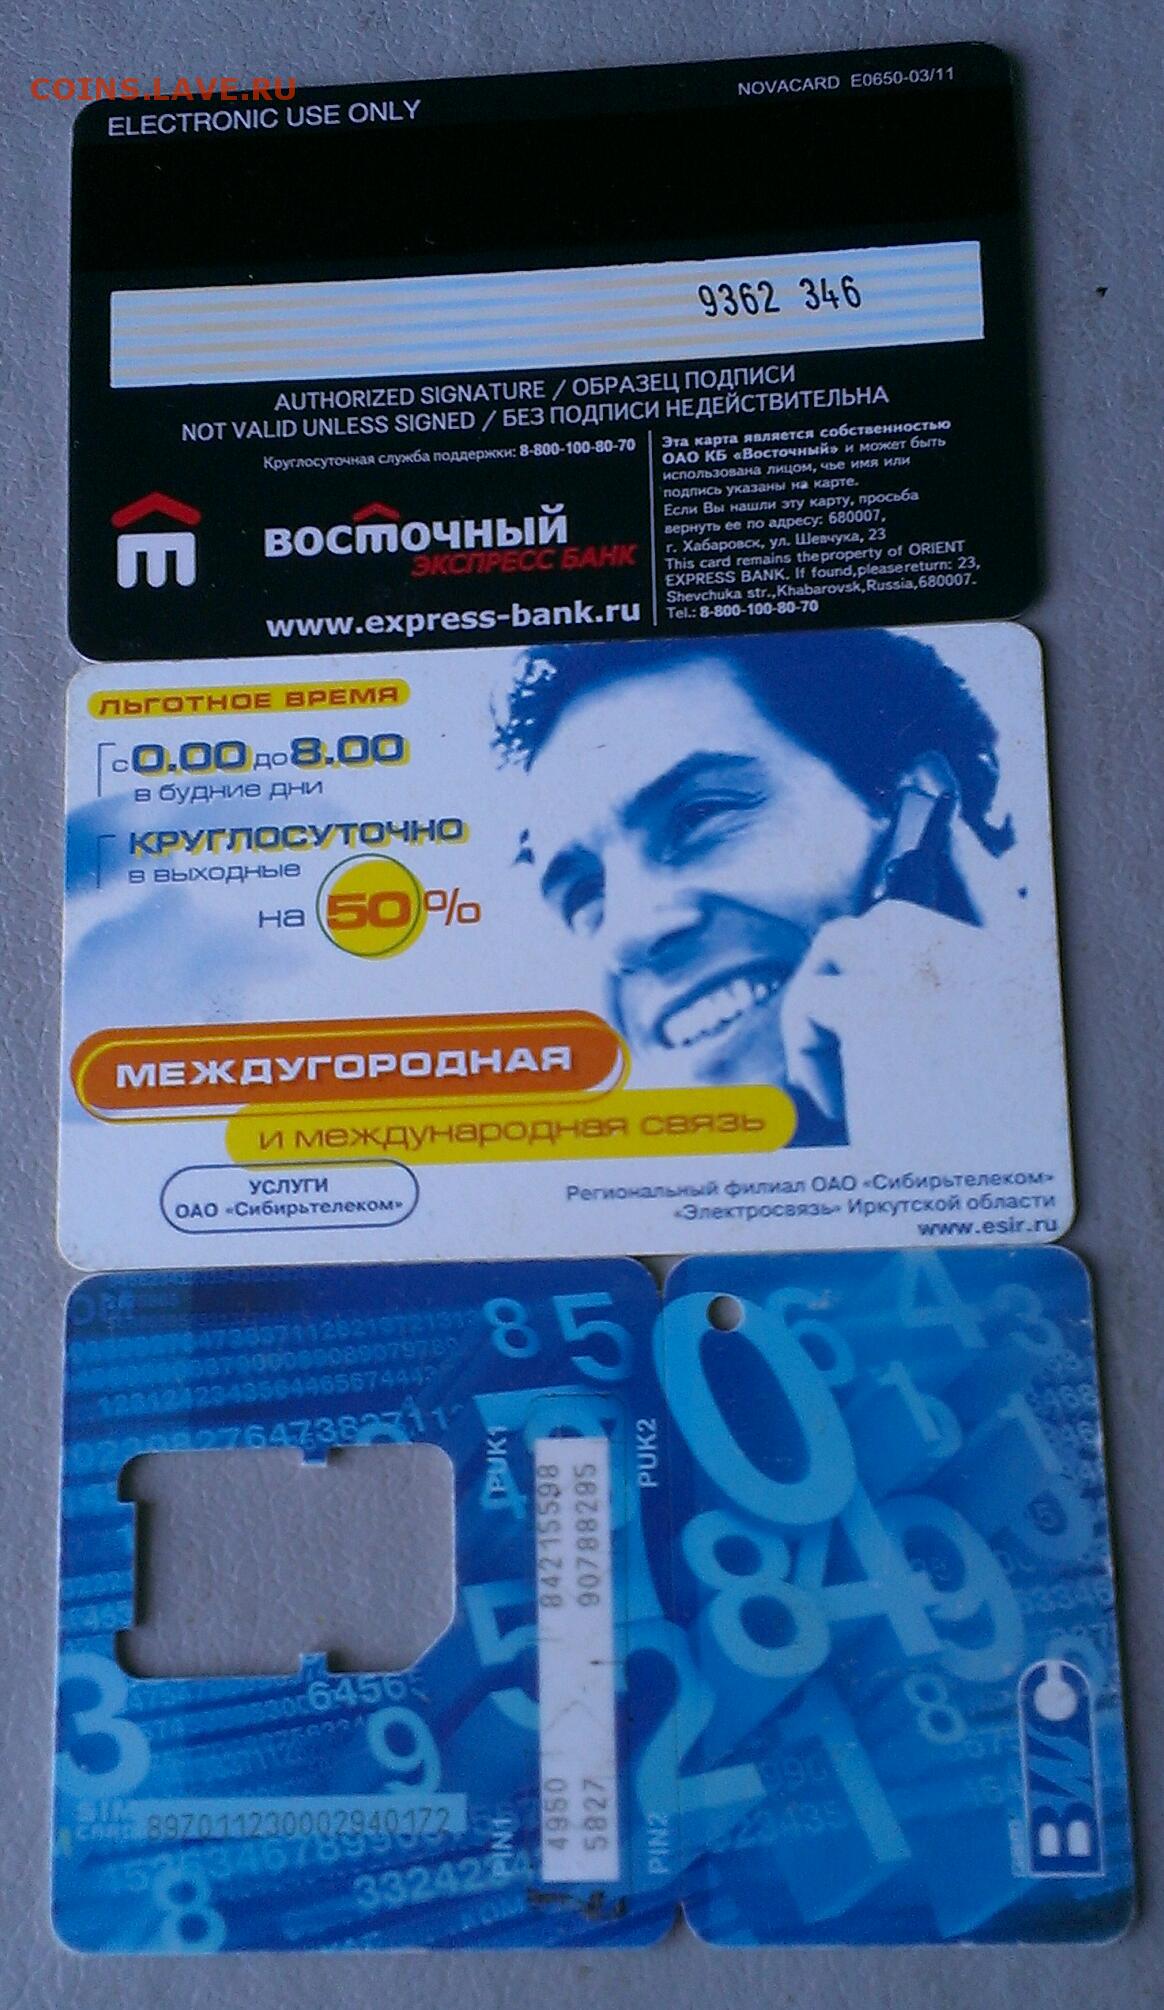 COINS.LAVE.RU
ELECTRONIC USE ONLY
NOVACARD E0650-03/11
9362 346
AUTHORIZED SIGNATURE / ОБРАЗЕЦ ПОДПИСИ
NOT VALID UNLESS SIGNED / БЕЗ ПОДПИСИ НЕДЕЙСТВИТЕЛЬНА
Круглосуточная служба поддержки: 8-800-100-80-70
восточный
ЭКСПРЕСС БАНК
www.express-bank.ru
Эта карта является собственностью
ОАО КБ «Восточный» и может быть
использована лицом, чье имя или
подпись указаны на карте.
Если Вы нашли эту карту, просьба
вернуть ее по адресу: 680007,
г. Хабаровск, ул. Шевчука, 23
This card remains theproperty of ORIENT
EXPRESS BANK. If found,pleasereturn: 23,
Shevchuka str.,Khabarovsk,Russia,680007.
Tel.: 8-800-100-80-70
ЛЬГОТНОЕ ВРЕМЯ
с 0.00 до 8.00
в будние дни
КРУГЛОСУТОЧНО
в выходные
на 50%
МЕЖДУГОРОДНАЯ
и международная связь
УСЛУГИ
ОАО «Сибирьтелеком»
Региональный филиал ОАО «Сибирьтелеком»
«Электросвязь» Иркутской области
www.esir.ru
PUK1
84215598
90788285
PUK2
PIN1
4950
5827
PIN2
SIM
897011230002940172
BWC